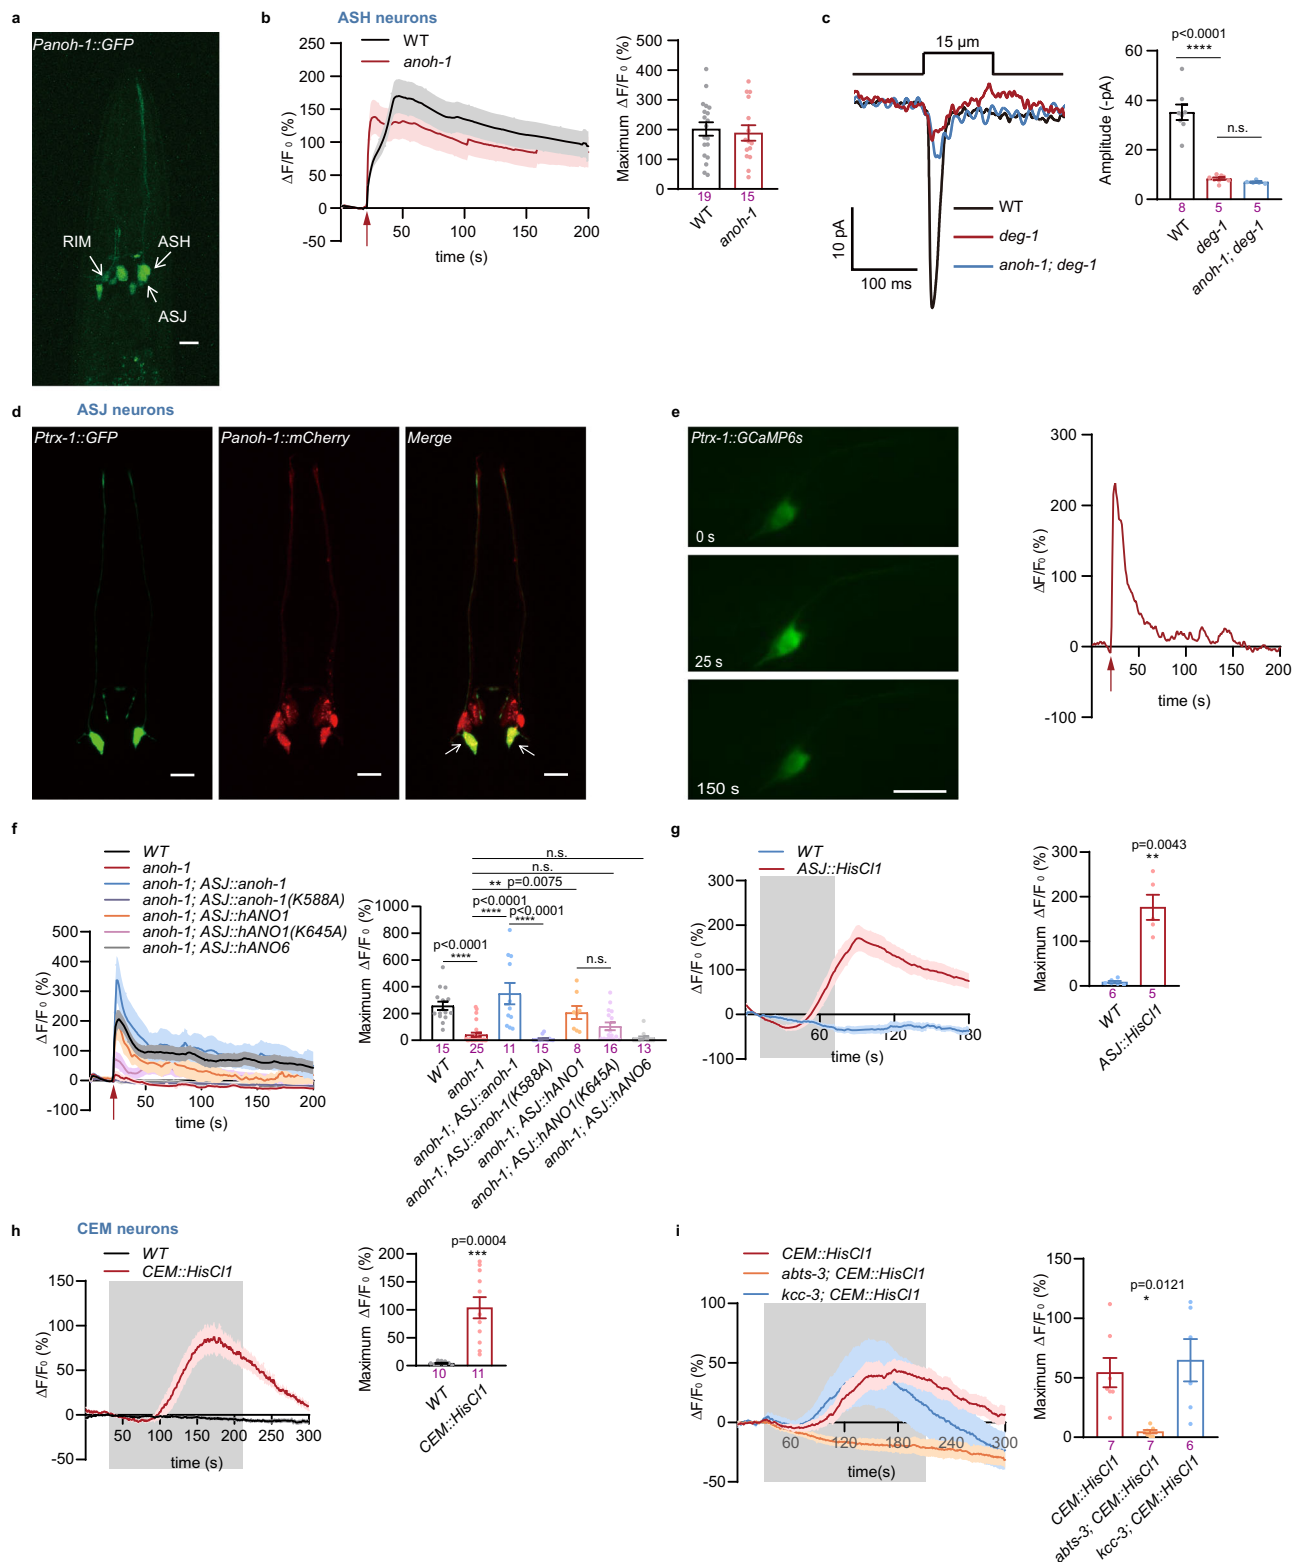 a
Panoh-1::GFP
RIM
ASH
ASJ
b
ASH neurons
WT
anoh-1
250
200
150
100
50
0
-50
ΔF/F0 (%)
50 100 150 200
time (s)
500
400
300
200
100
0
Maximum ΔF/F0 (%)
19 15
WT
anoh-1
c
15 µm
10 pA
100 ms
WT
deg-1
anoh-1; deg-1
p<0.0001
****
n.s.
60
40
20
0
Amplitude (-pA)
8 5 5
WT
deg-1
anoh-1; deg-1
d
ASJ neurons
Ptrx-1::GFP
Panoh-1::mCherry
Merge
e
Ptrx-1::GCaMP6s
0 s
25 s
150 s
300
200
100
0
-100
ΔF/F0 (%)
50 100 150 200
time (s)
f
WT
anoh-1
anoh-1; ASJ::anoh-1
anoh-1; ASJ::anoh-1(K588A)
anoh-1; ASJ::hANO1
anoh-1; ASJ::hANO1(K645A)
anoh-1; ASJ::hANO6
500
400
300
200
100
0
-100
ΔF/F0 (%)
50 100 150 200
time (s)
n.s.
n.s.
** p=0.0075
p<0.0001
**** p<0.0001
****
p<0.0001
****
n.s.
1000
800
600
400
200
0
Maximum ΔF/F0 (%)
15 25 11 15 8 16 13
WT
anoh-1
anoh-1; ASJ::anoh-1
anoh-1; ASJ::anoh-1(K588A)
anoh-1; ASJ::hANO1
anoh-1; ASJ::hANO1(K645A)
anoh-1; ASJ::hANO6
g
WT
ASJ::HisCl1
300
200
100
0
-100
ΔF/F0 (%)
60 120 180
time (s)
p=0.0043
**
300
200
100
0
Maximum ΔF/F0 (%)
6 5
WT
ASJ::HisCl1
h
CEM neurons
WT
CEM::HisCl1
150
100
50
0
-50
ΔF/F0 (%)
50 100 150 200 250 300
time (s)
p=0.0004
***
200
150
100
50
0
Maximum ΔF/F0 (%)
10 11
WT
CEM::HisCl1
i
CEM::HisCl1
abts-3; CEM::HisCl1
kcc-3; CEM::HisCl1
100
50
0
-50
ΔF/F0 (%)
60 120 180 240 300
time(s)
p=0.0121
*
150
100
50
0
Maximum ΔF/F0 (%)
7 7 6
CEM::HisCl1
abts-3; CEM::HisCl1
kcc-3; CEM::HisCl1